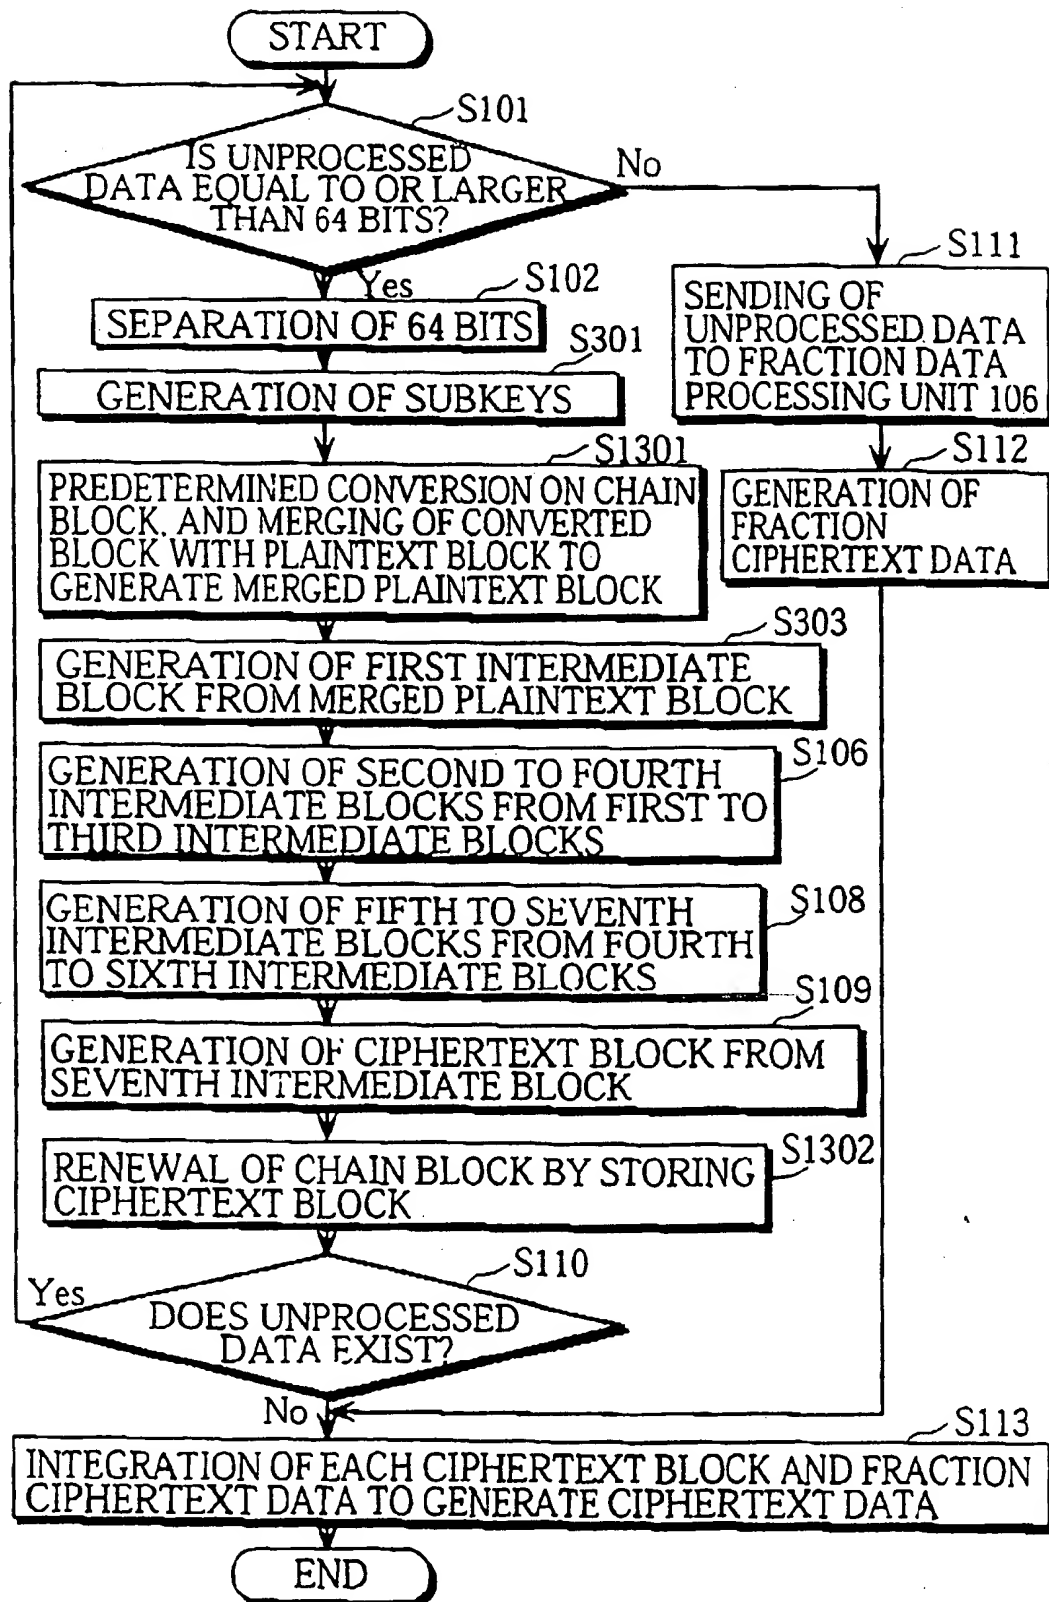 START
S101
IS UNPROCESSED
DATA EQUAL TO OR LARGER
THAN 64 BITS?
No
Yes
S102
SEPARATION OF 64 BITS
S301
GENERATION OF SUBKEYS
S1301
PREDETERMINED CONVERSION ON CHAIN
BLOCK, AND MERGING OF CONVERTED
BLOCK WITH PLAINTEXT BLOCK TO
GENERATE MERGED PLAINTEXT BLOCK
S303
GENERATION OF FIRST INTERMEDIATE
BLOCK FROM MERGED PLAINTEXT BLOCK
S106
GENERATION OF SECOND TO FOURTH
INTERMEDIATE BLOCKS FROM FIRST TO
THIRD INTERMEDIATE BLOCKS
S108
GENERATION OF FIFTH TO SEVENTH
INTERMEDIATE BLOCKS FROM FOURTH
TO SIXTH INTERMEDIATE BLOCKS
S109
GENERATION OF CIPHERTEXT BLOCK FROM
SEVENTH INTERMEDIATE BLOCK
S1302
RENEWAL OF CHAIN BLOCK BY STORING
CIPHERTEXT BLOCK
S110
Yes
DOES UNPROCESSED
DATA EXIST?
No
S111
SENDING OF
UNPROCESSED DATA
TO FRACTION DATA
PROCESSING UNIT 106
S112
GENERATION OF
FRACTION
CIPHERTEXT DATA
S113
INTEGRATION OF EACH CIPHERTEXT BLOCK AND FRACTION
CIPHERTEXT DATA TO GENERATE CIPHERTEXT DATA
END